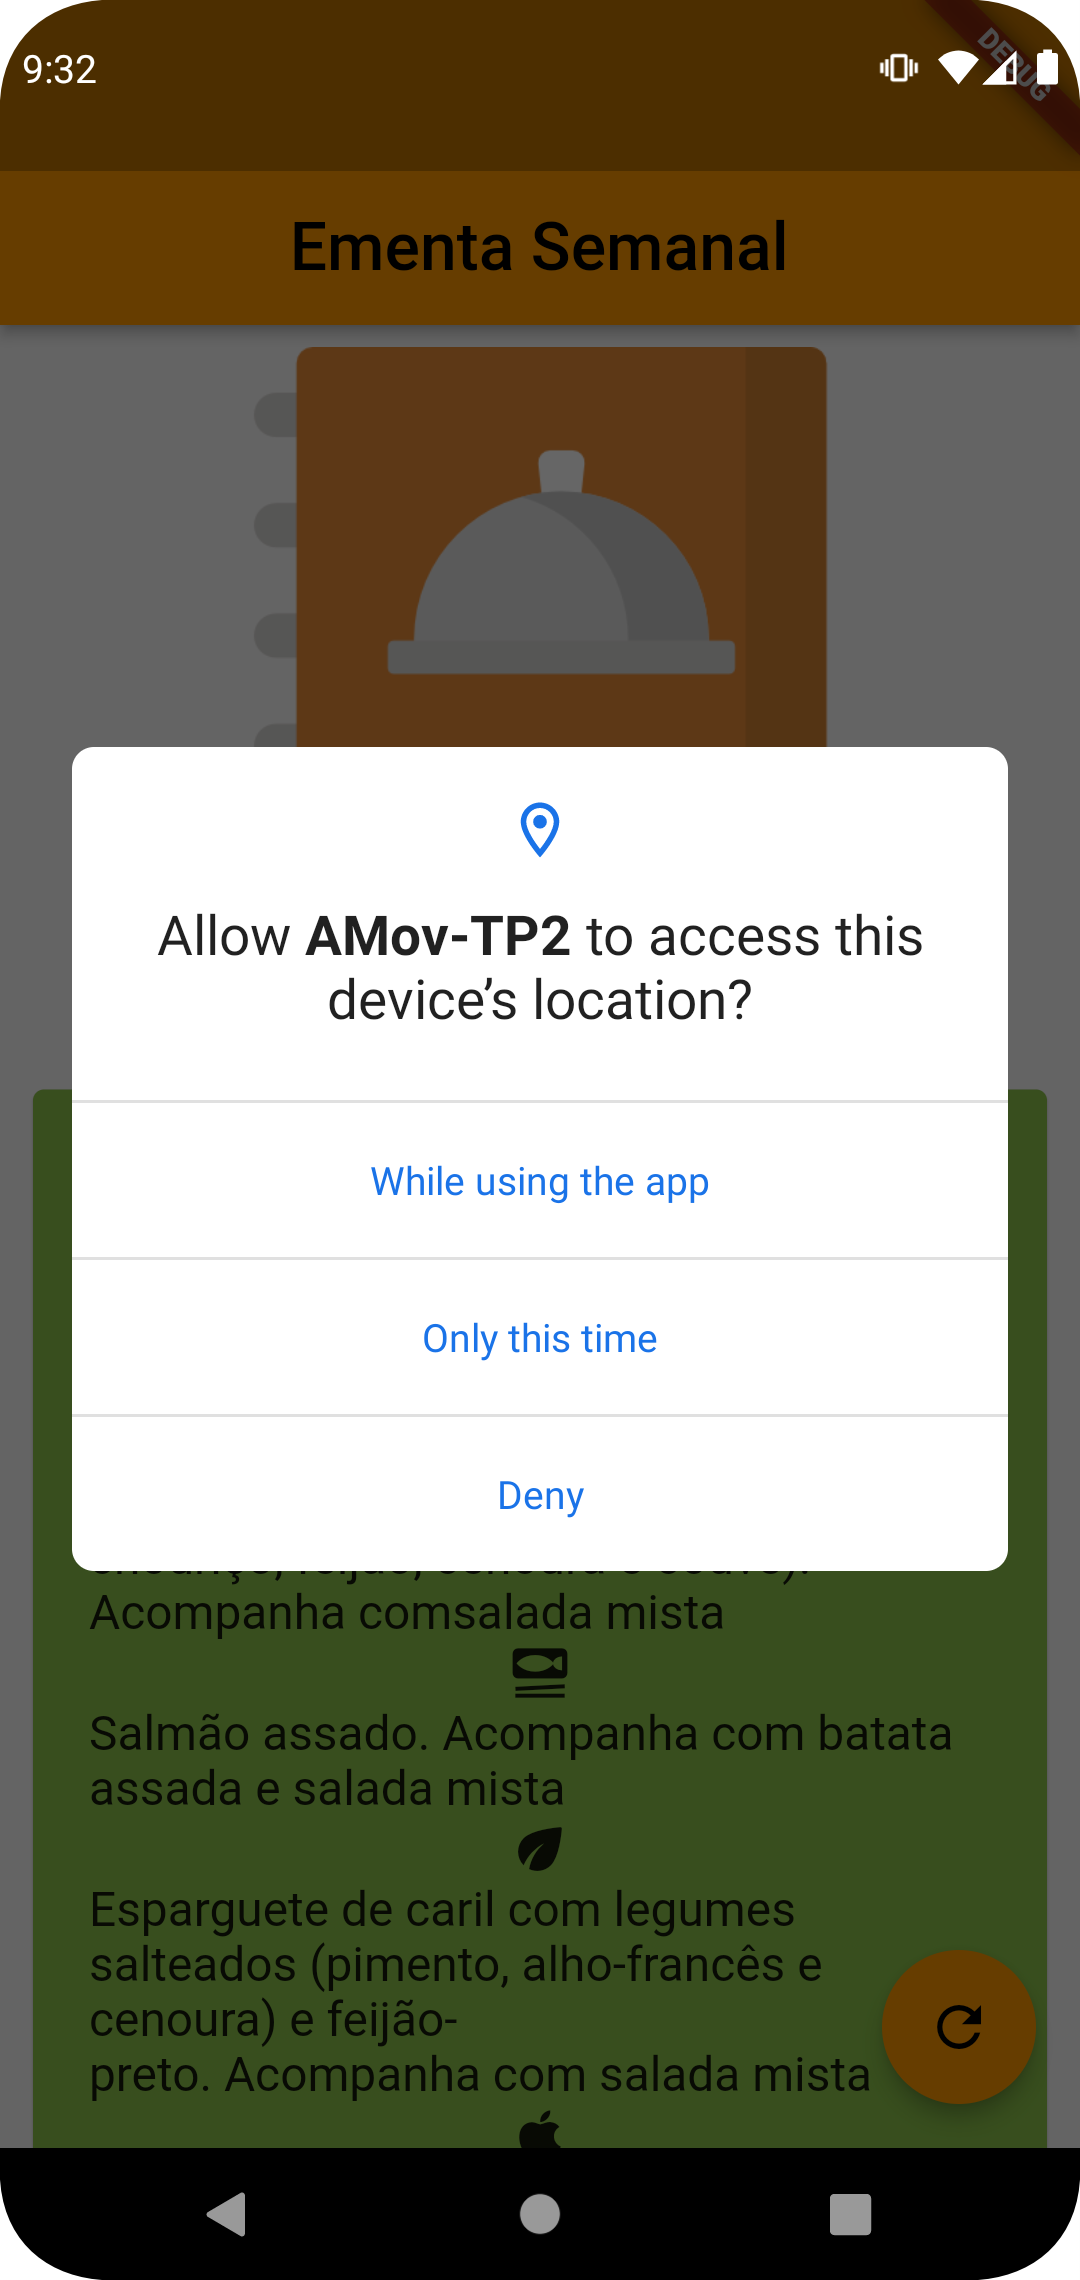 9:32
DEBUG
Ementa Semanal
Allow AMov-TP2 to access this
device’s location?
While using the app
Only this time
Deny
Acompanha comsalada mista
Salmão assado. Acompanha com batata
assada e salada mista
Esparguete de caril com legumes
salteados (pimento, alho-francês e
cenoura) e feijão-
preto. Acompanha com salada mista